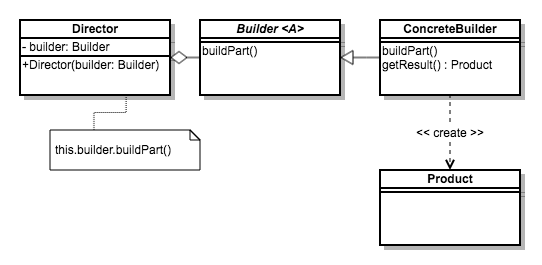 Director
- builder: Builder
+Director(builder: Builder)
this.builder.buildPart()
Builder <A>
buildPart()
ConcreteBuilder
buildPart()
getResult() : Product
<< create >>
Product